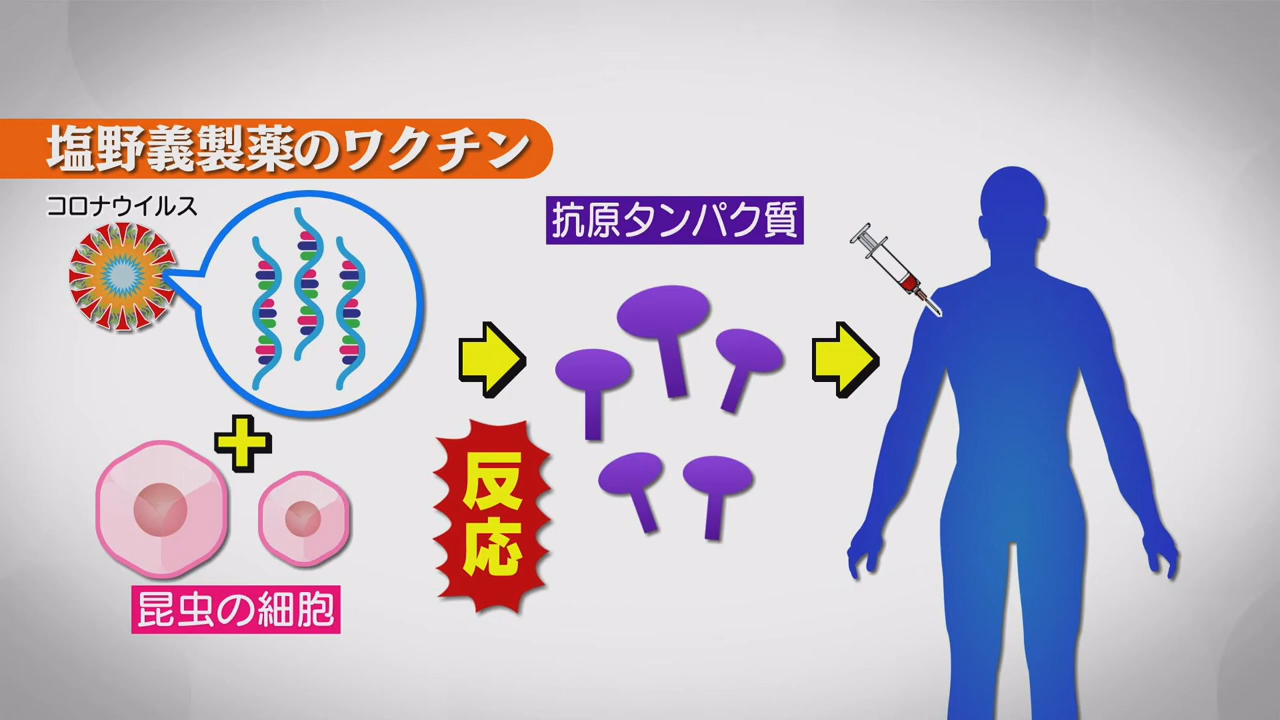 塩野義製薬のワクチン
コロナウイルス
抗原タンパク質
反応
昆虫の細胞